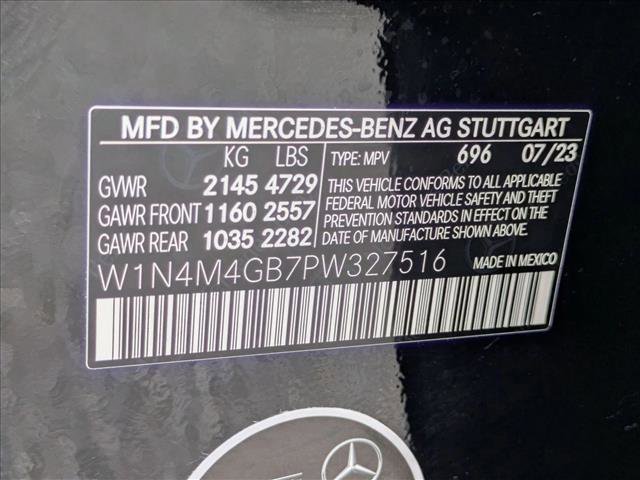 MFD BY MERCEDES-BENZ AG STUTTGART
KG LBS TYPE: MPV 696 07/23
GVWR 2145 4729 THIS VEHICLE CONFORMS TO ALL APPLICABLE
FEDERAL MOTOR VEHICLE SAFETY AND THEFT
GAWR FRONT 1160 2557 PREVENTION STANDARDS IN EFFECT ON THE
GAWR REAR 1035 2282 DATE OF MANUFACTURE SHOWN ABOVE.
W1N4M4GB7PW327516 MADE IN MEXICO